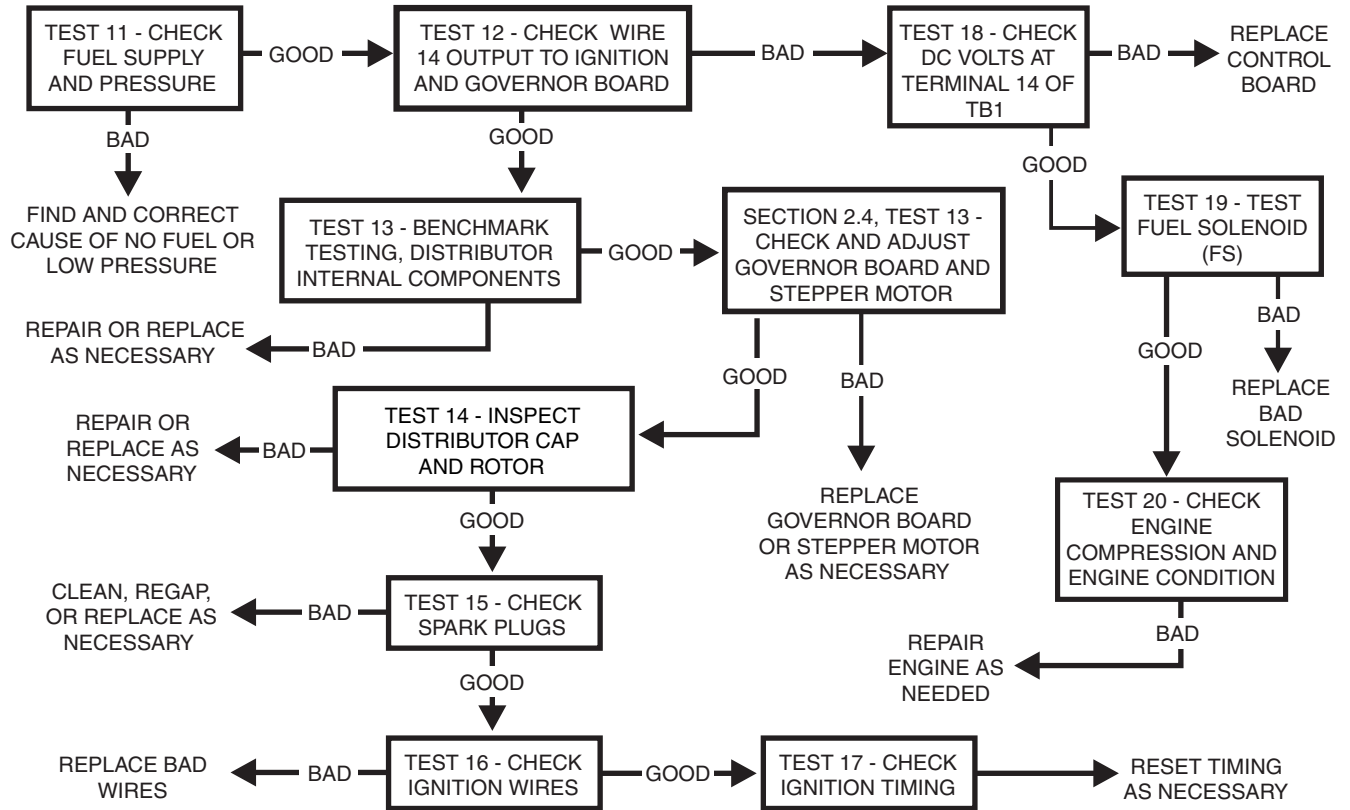 TEST 11 - CHECK
FUEL SUPPLY
AND PRESSURE
GOOD
TEST 12 - CHECK WIRE
14 OUTPUT TO IGNITION
AND GOVERNOR BOARD
BAD
TEST 18 - CHECK
DC VOLTS AT
TERMINAL 14 OF
TB1
BAD
REPLACE
CONTROL
BOARD
BAD
GOOD
GOOD
FIND AND CORRECT
CAUSE OF NO FUEL OR
LOW PRESSURE
TEST 13 - BENCHMARK
TESTING, DISTRIBUTOR
INTERNAL COMPONENTS
GOOD
SECTION 2.4, TEST 13 -
CHECK AND ADJUST
GOVERNOR BOARD AND
STEPPER MOTOR
TEST 19 - TEST
FUEL SOLENOID
(FS)
REPAIR OR REPLACE
AS NECESSARY
BAD
GOOD
BAD
GOOD
BAD
REPLACE
BAD
SOLENOID
REPAIR OR
REPLACE AS
NECESSARY
BAD
TEST 14 - INSPECT
DISTRIBUTOR CAP
AND ROTOR
REPLACE
GOVERNOR BOARD
OR STEPPER MOTOR
AS NECESSARY
TEST 20 - CHECK
ENGINE
COMPRESSION AND
ENGINE CONDITION
GOOD
CLEAN, REGAP,
OR REPLACE AS
NECESSARY
BAD
TEST 15 - CHECK
SPARK PLUGS
BAD
REPAIR
ENGINE AS
NEEDED
GOOD
REPLACE BAD
WIRES
BAD
TEST 16 - CHECK
IGNITION WIRES
GOOD
TEST 17 - CHECK
IGNITION TIMING
RESET TIMING
AS NECESSARY